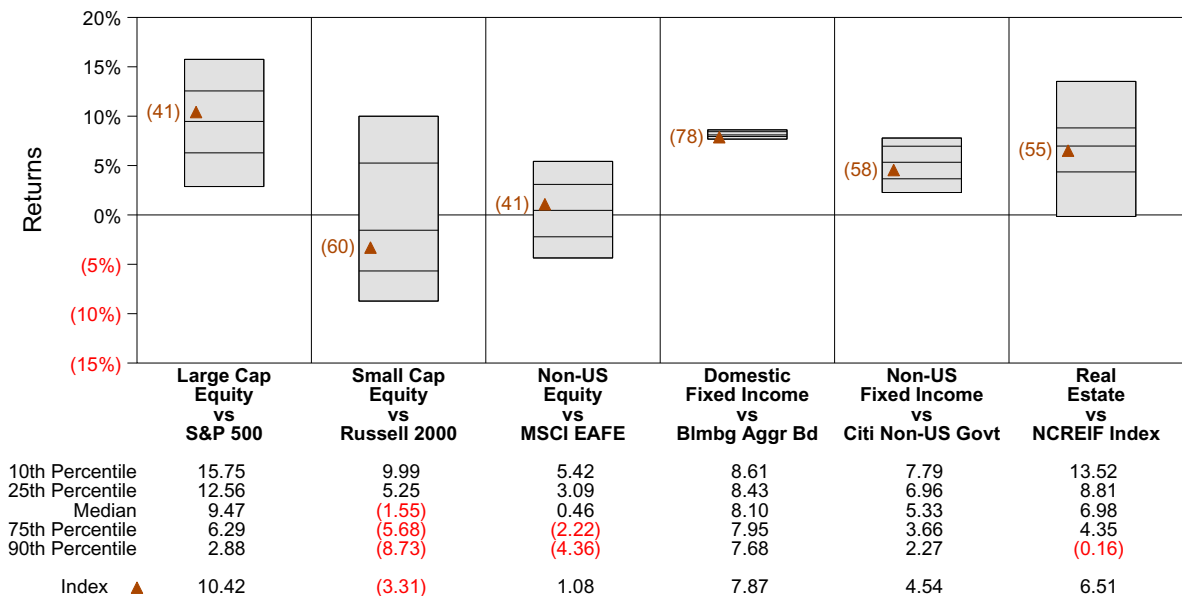 20%
15%
10%
5%
0%
(5%)
(10%)
(15%)
Returns
(41)
(60)
(41)
(78)
(58)
(55)
Large Cap
Equity
vs
S&P 500
Small Cap
Equity
vs
Russell 2000
Non-US
Equity
vs
MSCI EAFE
Domestic
Fixed Income
vs
Blmbg Aggr Bd
Non-US
Fixed Income
vs
Citi Non-US Govt
Real
Estate
vs
NCREIF Index
10th Percentile 15.75 9.99 5.42 8.61 7.79 13.52
25th Percentile 12.56 5.25 3.09 8.43 6.96 8.81
Median 9.47 (1.55) 0.46 8.10 5.33 6.98
75th Percentile 6.29 (5.68) (2.22) 7.95 3.66 4.35
90th Percentile 2.88 (8.73) (4.36) 7.68 2.27 (0.16)
Index 10.42 (3.31) 1.08 7.87 4.54 6.51